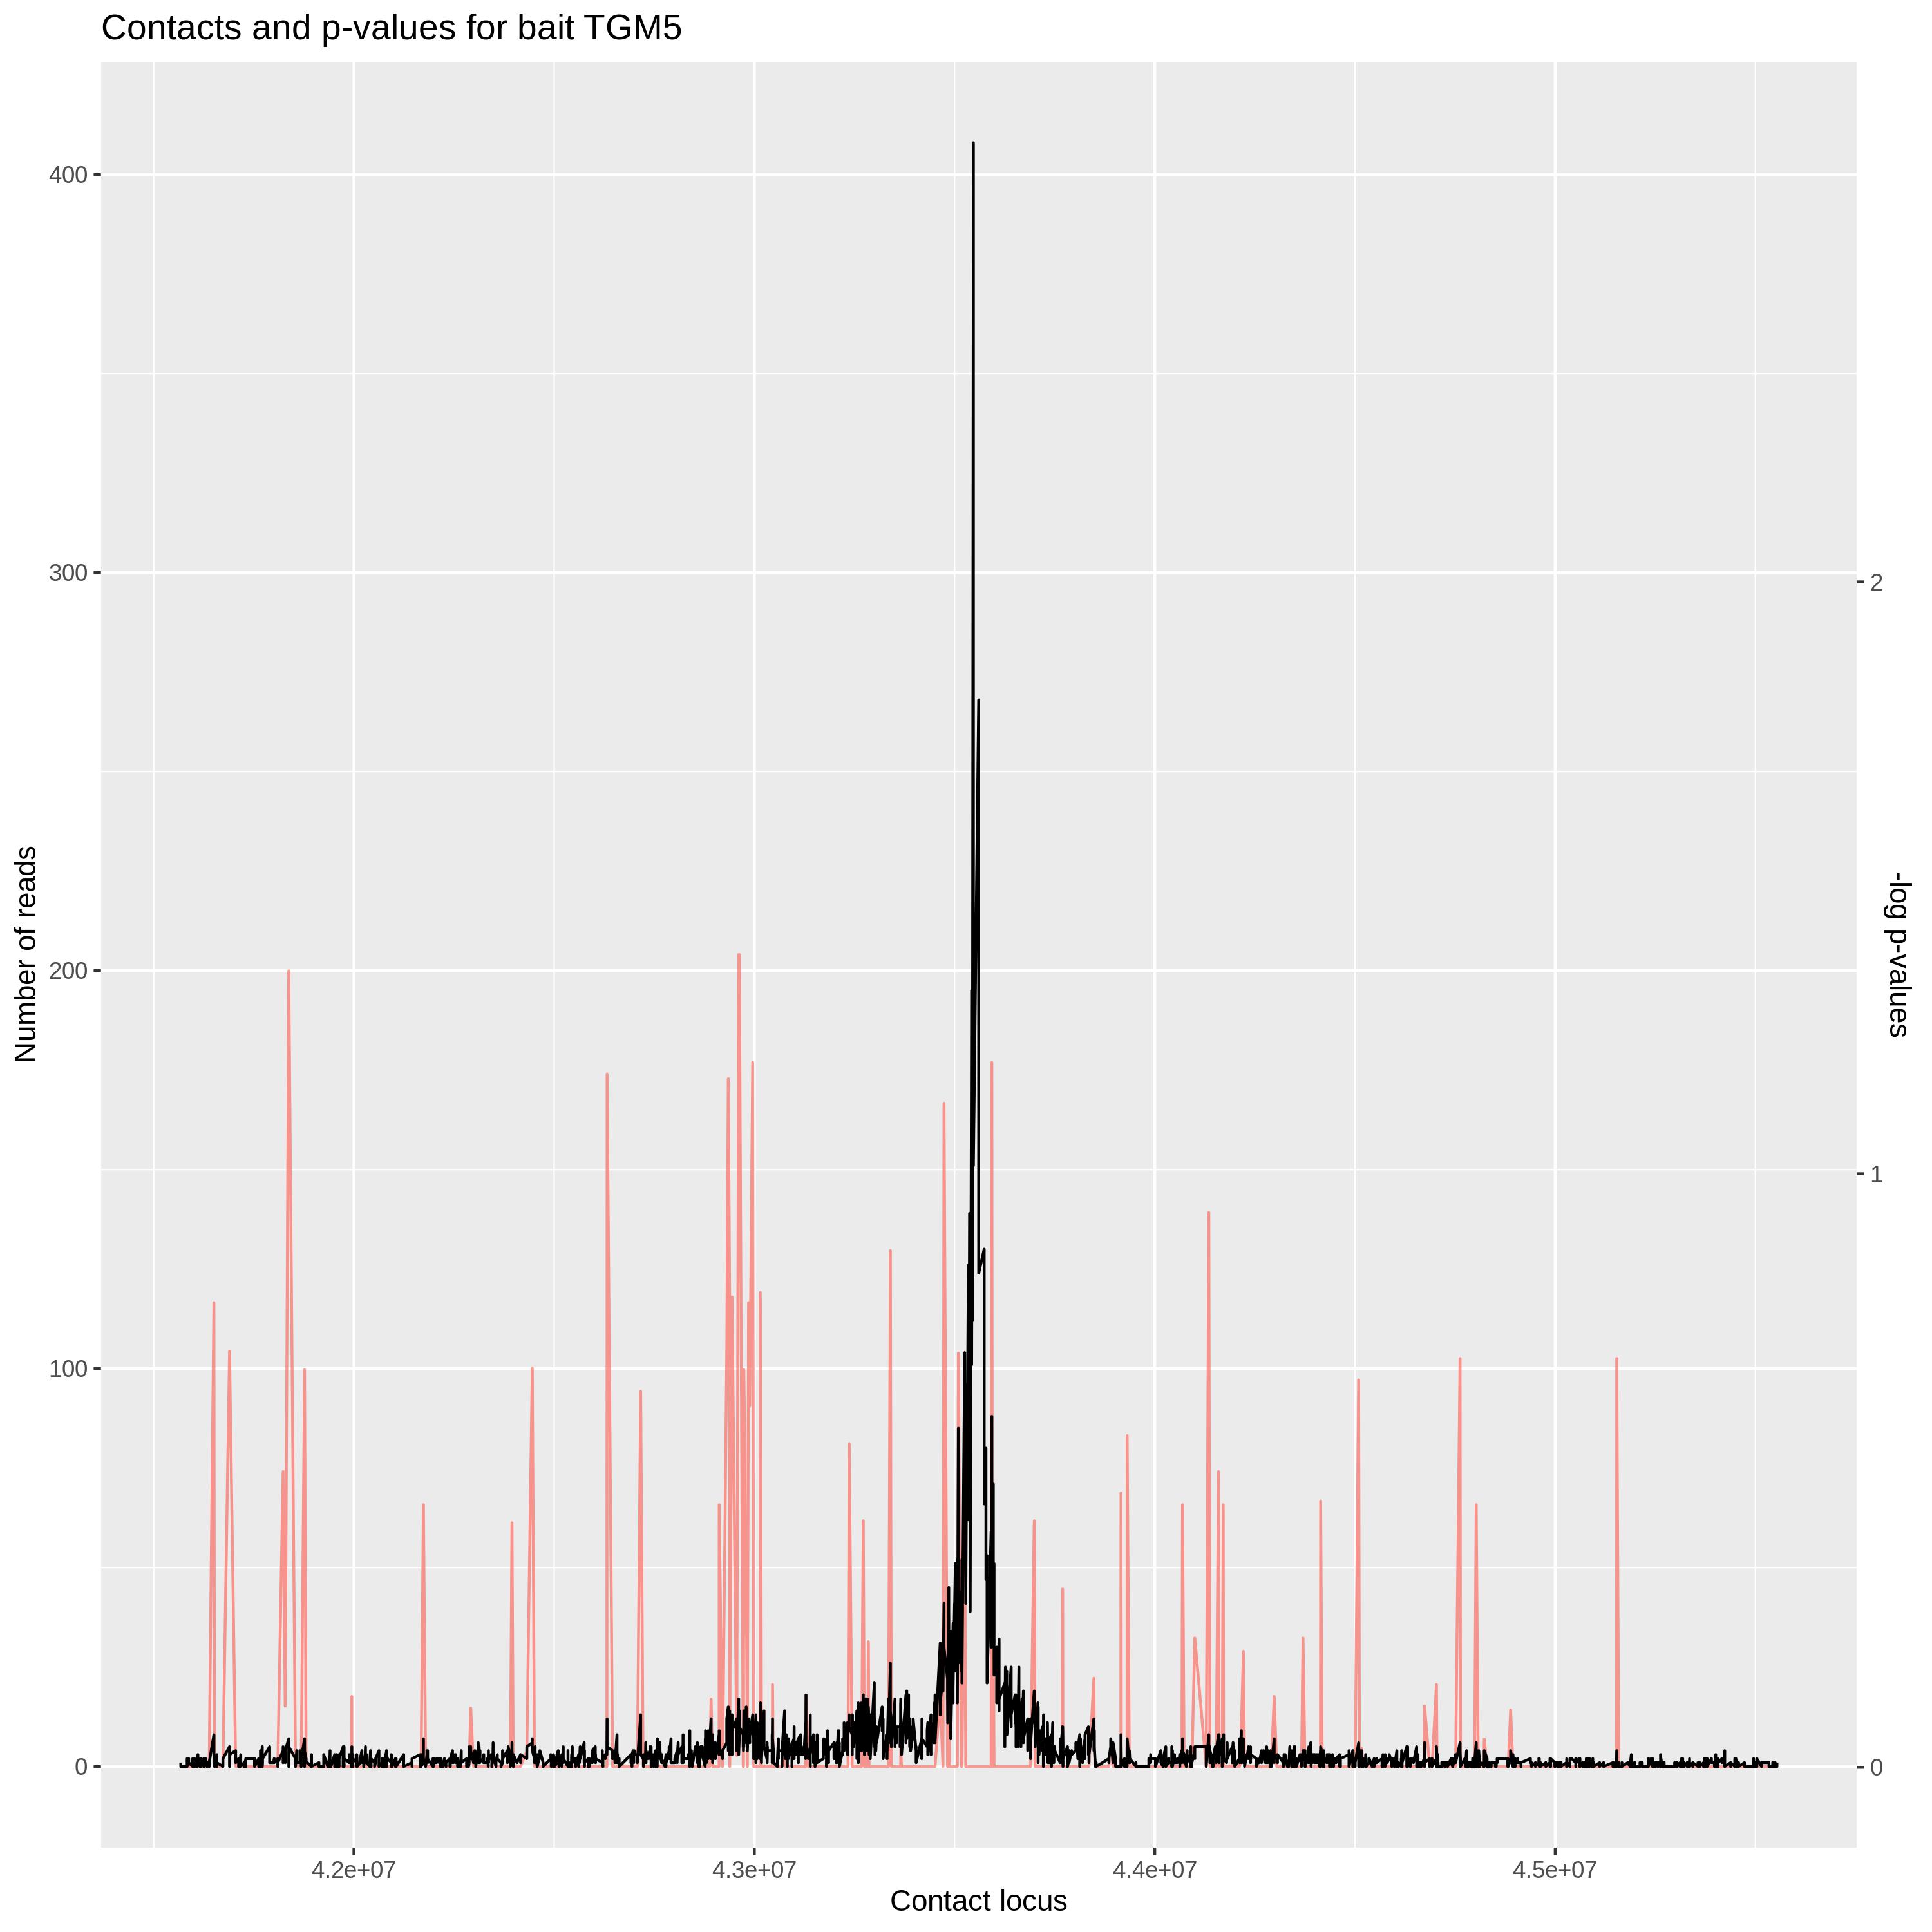 Contacts and p-values for bait TGM5
400
300
200
100
0
Number of reads
2
1
0
-log p-values
4.2e+07
4.3e+07
4.4e+07
4.5e+07
Contact locus